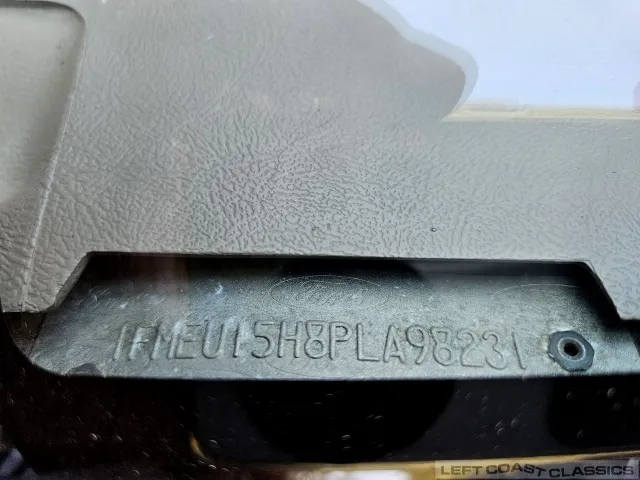 Ford
1FMEU15H8PLA98231
LEFT COAST CLASSICS